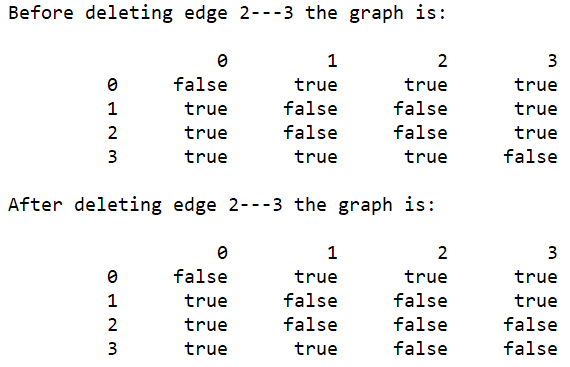 Before deleting edge 2---3 the graph is:
0 1 2 3
0 false true true true
1 true false false true
2 true false false true
3 true true true false
After deleting edge 2---3 the graph is:
0 1 2 3
0 false true true true
1 true false false true
2 true false false false
3 true true false false